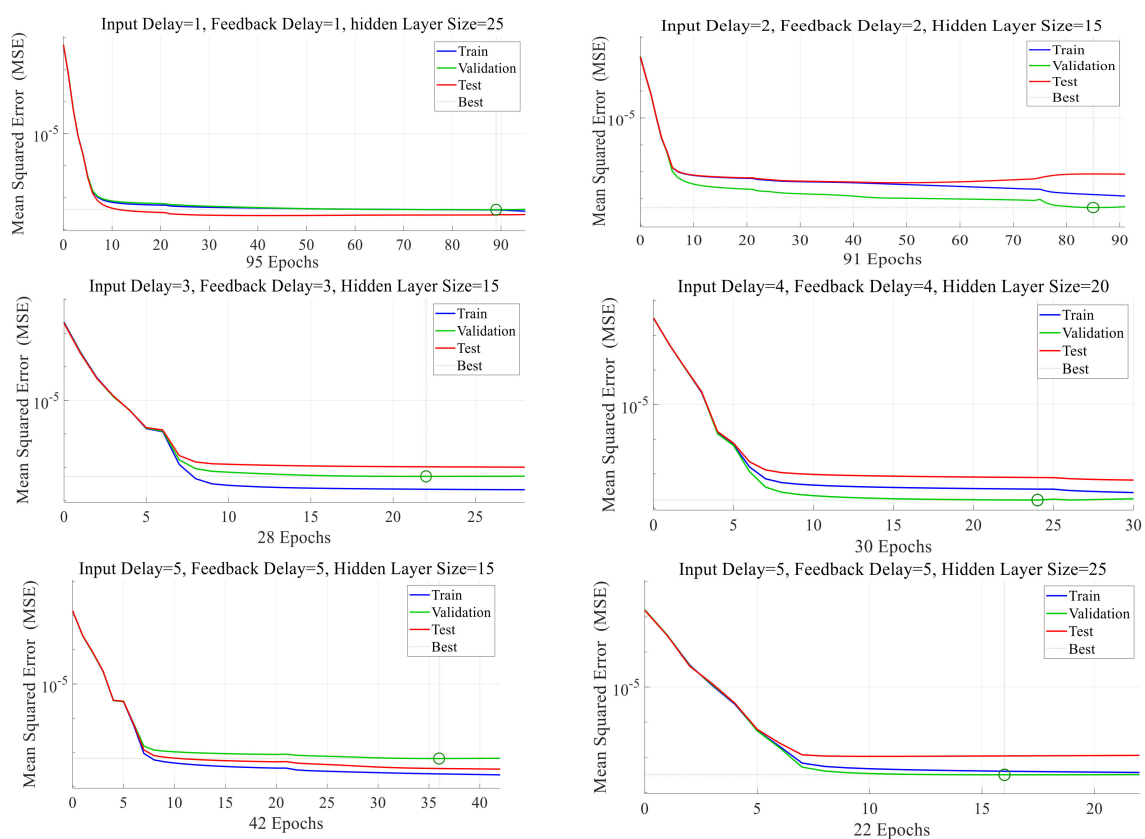 Input Delay=1, Feedback Delay=1, hidden Layer Size=25
Mean Squared Error (MSE)
10-5
Train
Validation
Test
Best
0 10 20 30 40 50 60 70 80 90
95 Epochs
Input Delay=2, Feedback Delay=2, Hidden Layer Size=15
Mean Squared Error (MSE)
10-5
Train
Validation
Test
Best
0 10 20 30 40 50 60 70 80 90
91 Epochs
Input Delay=3, Feedback Delay=3, Hidden Layer Size=15
Mean Squared Error (MSE)
10-5
Train
Validation
Test
Best
0 5 10 15 20 25
28 Epochs
Input Delay=4, Feedback Delay=4, Hidden Layer Size=20
Mean Squared Error (MSE)
10-5
Train
Validation
Test
Best
0 5 10 15 20 25 30
30 Epochs
Input Delay=5, Feedback Delay=5, Hidden Layer Size=15
Mean Squared Error (MSE)
10-5
Train
Validation
Test
Best
0 5 10 15 20 25 30 35 40
42 Epochs
Input Delay=5, Feedback Delay=5, Hidden Layer Size=25
Mean Squared Error (MSE)
10-5
Train
Validation
Test
Best
0 5 10 15 20
22 Epochs